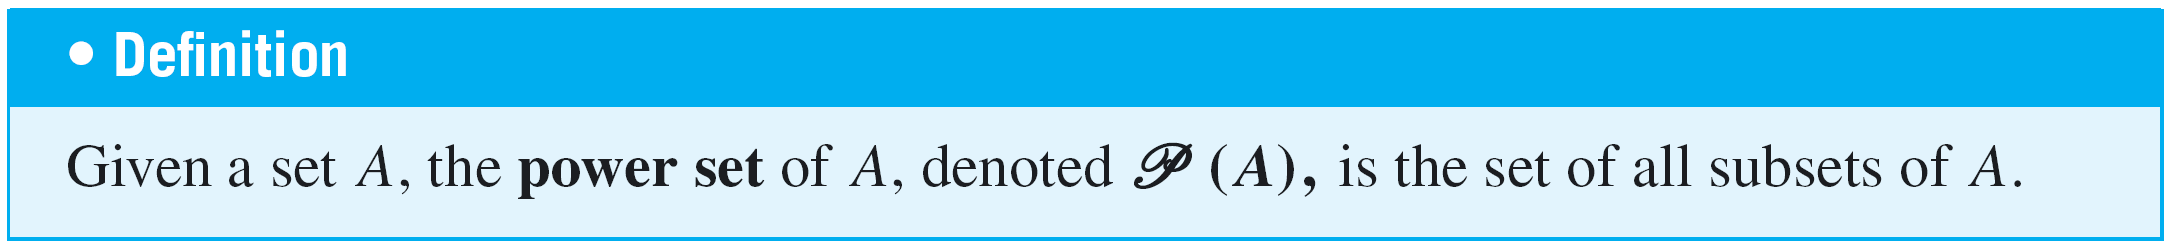 • Definition
Given a set A, the power set of A, denoted 𝒫 (A), is the set of all subsets of A.